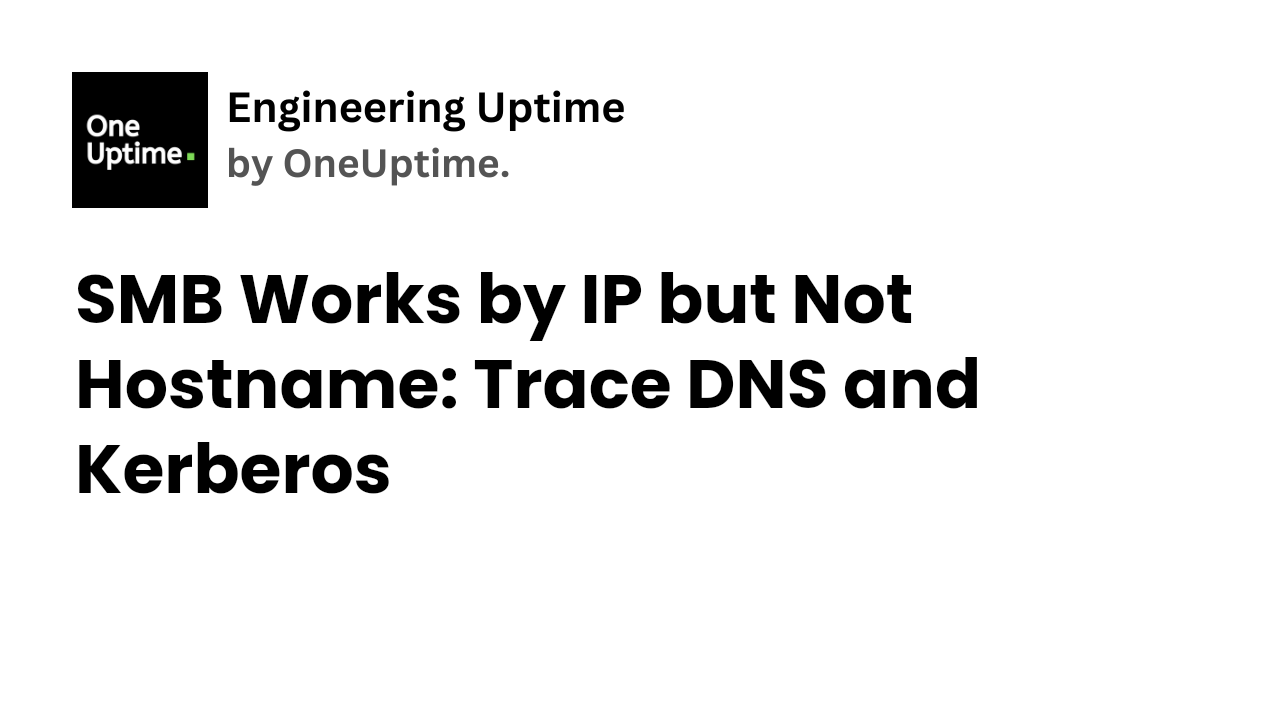 One
Uptime
Engineering Uptime
by OneUptime.
SMB Works by IP but Not
Hostname: Trace DNS and
Kerberos